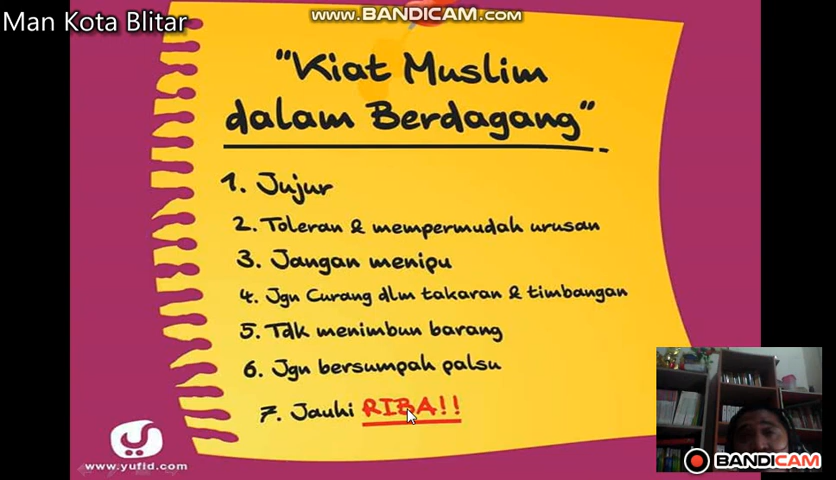 www.BANDICAM.com
Man Kota Blitar
"Kiat Muslim
dalam Berdagang"
1. Jujur
2. Toleran & mempermudah urusan
3. Jangan menipu
4. Jgn Curang dlm takaran & timbangan
5. Tdk menimbun barang
6. Jgn bersumpah palsu
7. Jauhi RIBA!!
www.yufid.com
BANDICAM